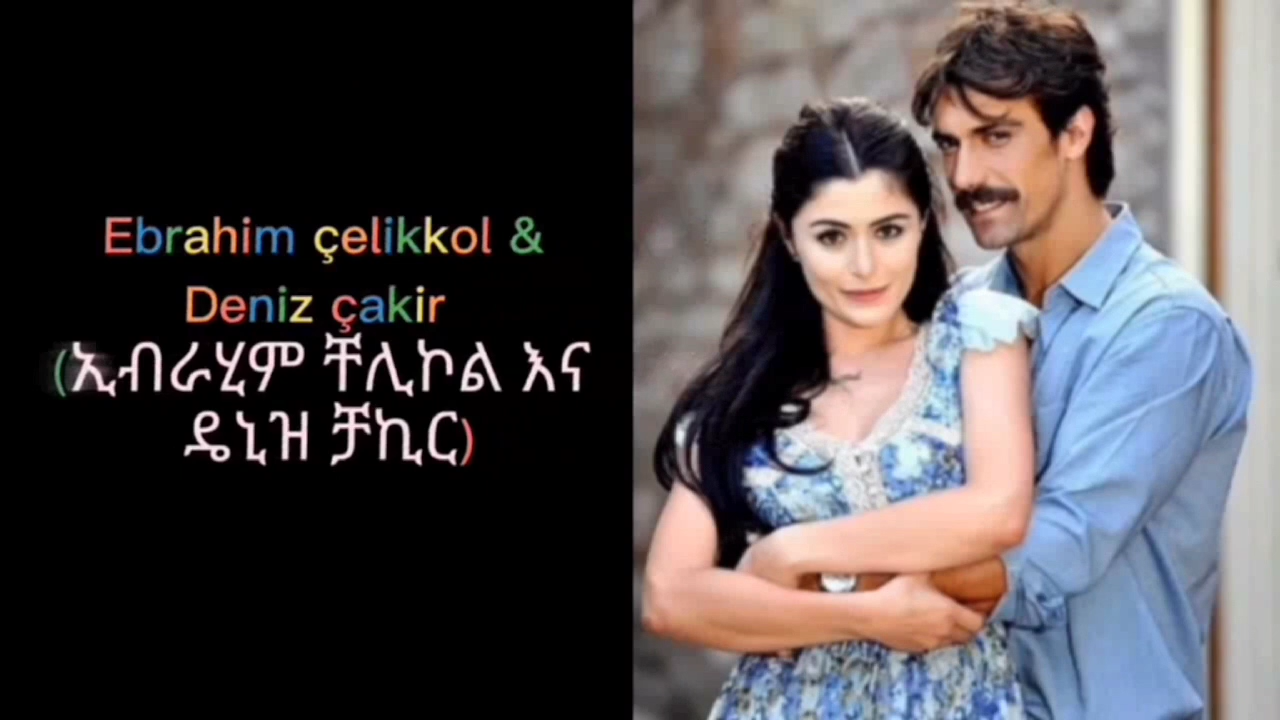 Ebrahim çelikkol &
Deniz çakir
(ኢብራሂም ቸሊኮል እና
ዴኒዝ ቻኪር)